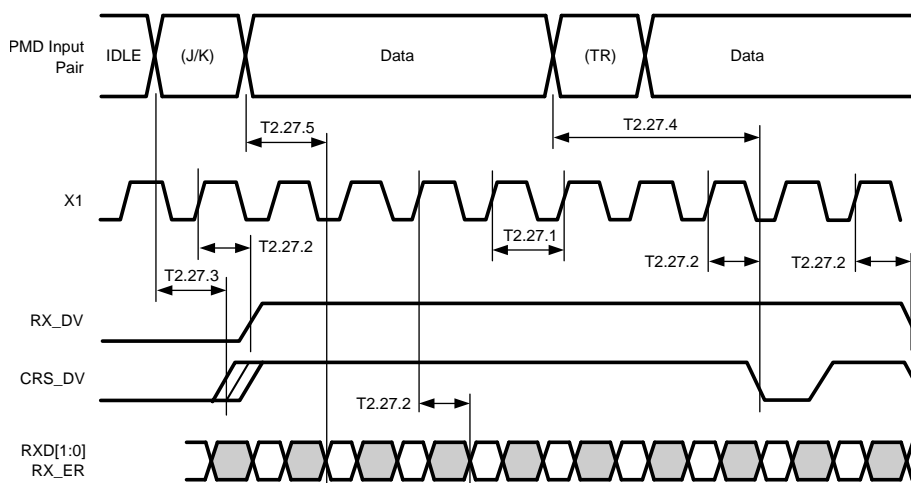 PMD Input
Pair
IDLE
(J/K)
Data
(TR)
Data
T2.27.5
T2.27.4
X1
T2.27.2
T2.27.1
T2.27.2
T2.27.2
T2.27.3
RX_DV
CRS_DV
T2.27.2
RXD[1:0]
RX_ER